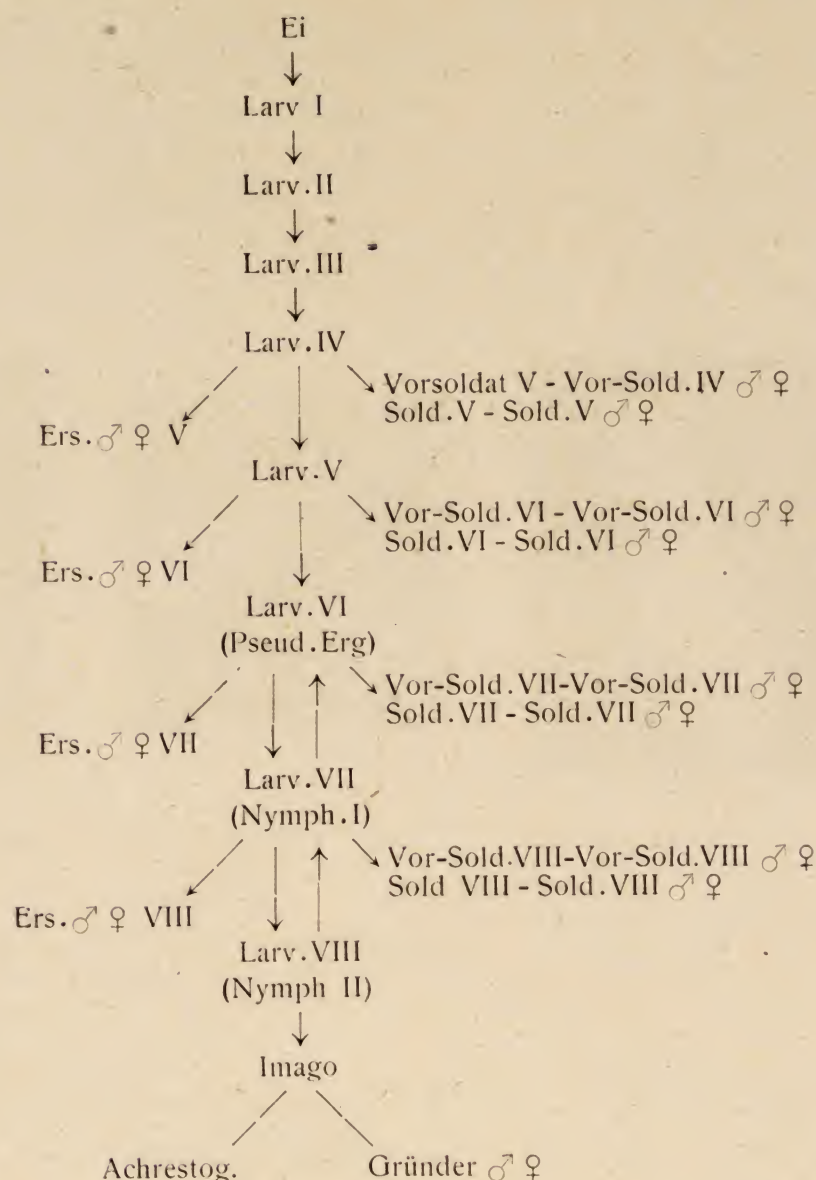 Ei
Larv I
Larv.II
Larv.III
Larv.IV
Vorsoldat V - Vor-Sold.IV ♂ ♀
Sold.V - Sold.V ♂ ♀
Ers.♂ ♀ V
Larv.V
Vor-Sold.VI - Vor-Sold.VI ♂ ♀
Sold.VI - Sold.VI ♂ ♀
Ers.♂ ♀ VI
Larv.VI
(Pseud.Erg)
Vor-Sold.VII-Vor-Sold.VII ♂ ♀
Sold.VII - Sold.VII ♂ ♀
Ers.♂ ♀ VII
Larv.VII
(Nymph.I)
Vor-Sold.VIII-Vor-Sold.VIII ♂ ♀
Sold VIII - Sold.VIII ♂ ♀
Ers.♂ ♀ VIII
Larv.VIII
(Nymph II)
Imago
Achrestog. Gründer ♂ ♀